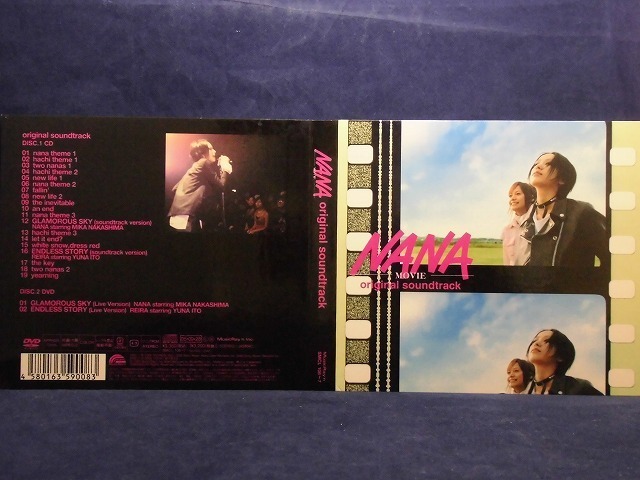 original soundtrack
DISC.1 CD
01 nana theme 1
02 hachi theme 1
03 two nanas 1
04 hachi theme 2
05 new life 1
06 nana theme 2
07 fallin'
08 new life 2
09 the inevitable
10 an end
11 nana theme 3
12 GLAMOROUS SKY (soundtrack version)
NANA starring MIKA NAKASHIMA
13 hachi theme 3
14 let it end?
15 white snow,dress red
16 ENDLESS STORY (soundtrack version)
REIRA starring YUNA ITO
17 the key
18 two nanas 2
19 yearning
DISC 2 DVD
01 GLAMOROUS SKY (Live Version) NANA starring MIKA NAKASHIMA
02 ENDLESS STORY (Live Version) REIRA starring YUNA ITO
DVD
4 580163 590083
NANA original soundtrack
NANA
MOVIE
original soundtrack